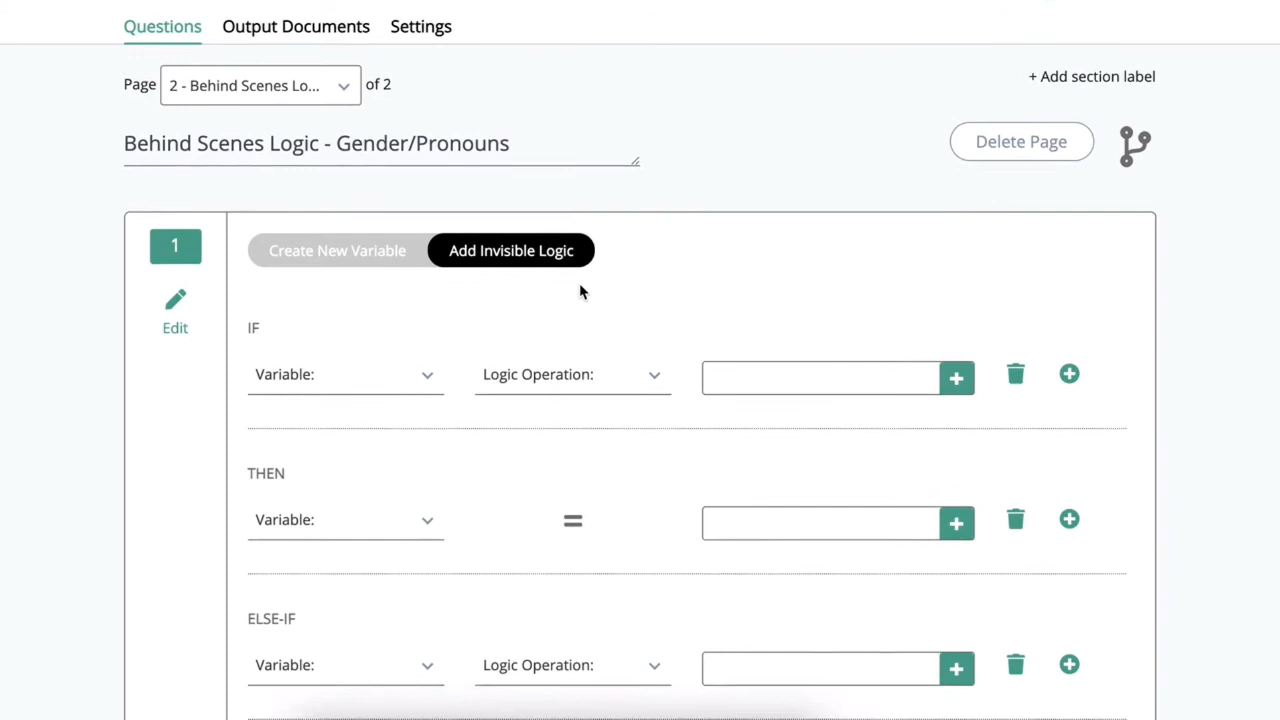 Questions Output Documents Settings
Page 2 - Behind Scenes Lo... of 2 + Add section label
Behind Scenes Logic - Gender/Pronouns Delete Page
1 Create New Variable Add Invisible Logic
Edit
IF
Variable: Logic Operation:
THEN
Variable: =
ELSE-IF
Variable: Logic Operation: